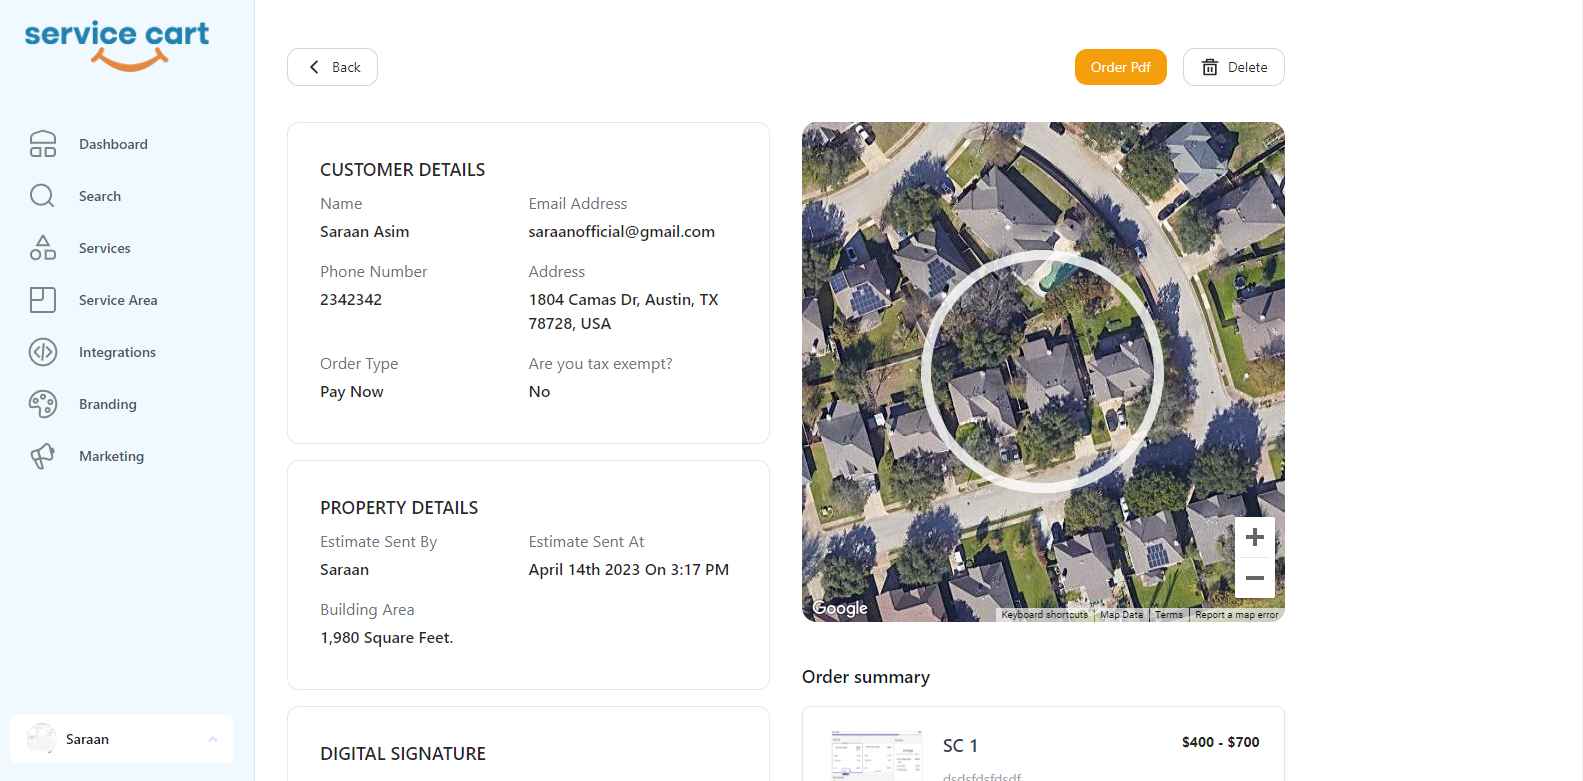 service cart
Back
Order Pdf
Delete
Dashboard
Search
Services
Service Area
Integrations
Branding
Marketing
Saraan
CUSTOMER DETAILS
Name
Email Address
Saraan Asim
saraanofficial@gmail.com
Phone Number
Address
2342342
1804 Camas Dr, Austin, TX
78728, USA
Order Type
Are you tax exempt?
Pay Now
No
PROPERTY DETAILS
Estimate Sent By
Estimate Sent At
Saraan
April 14th 2023 On 3:17 PM
Building Area
1,980 Square Feet.
DIGITAL SIGNATURE
Google
Keyboard shortcuts
Map Data
Terms
Report a map error
Order summary
SC 1
$400 - $700
dsdsfdsfdsdf